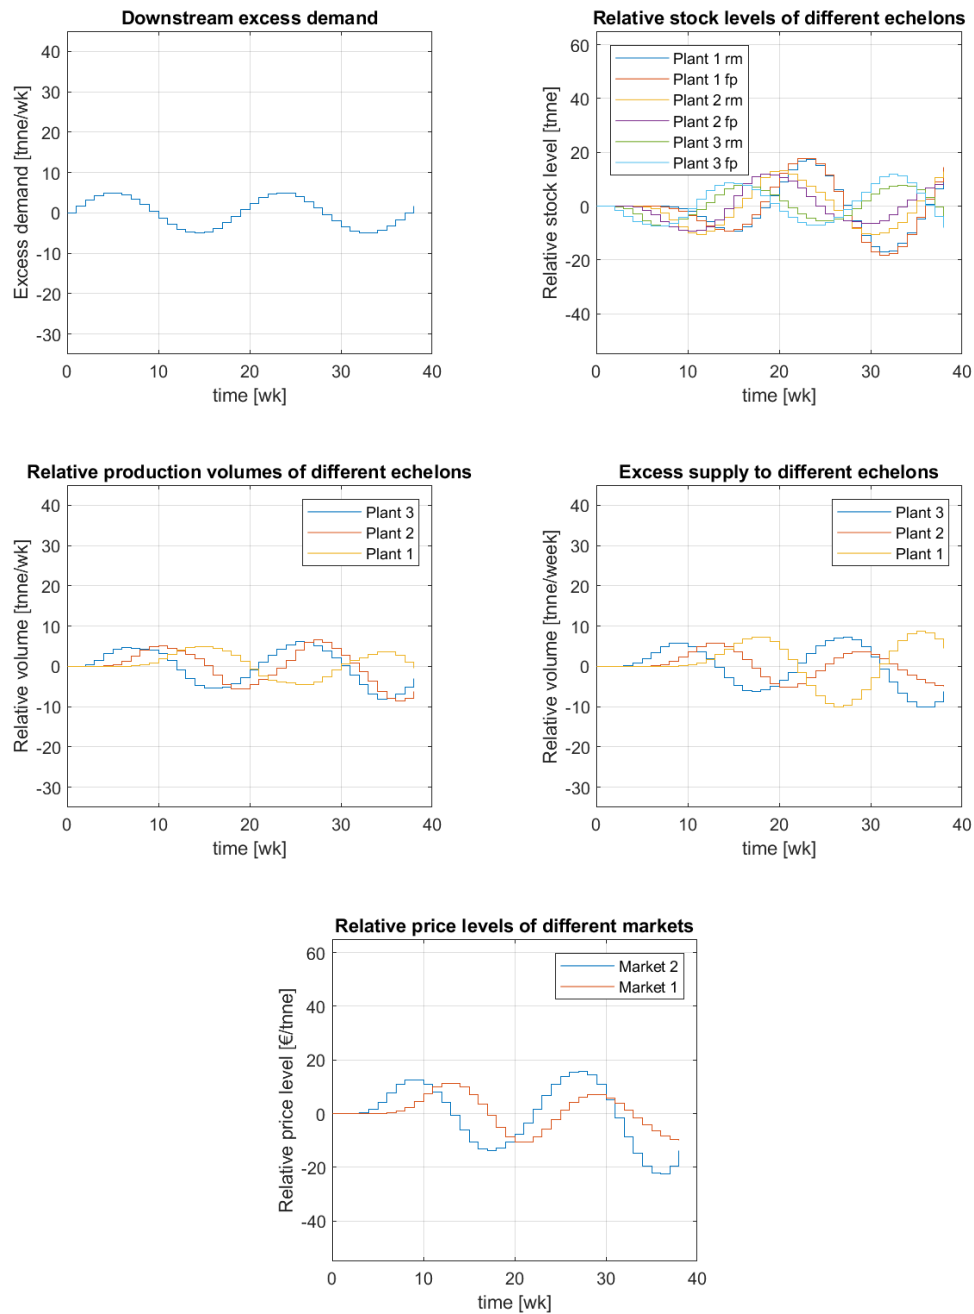 Downstream excess demand
Excess demand [tnne/wk]
40
30
20
10
0
-10
-20
-30
0 10 20 30 40
time [wk]
Relative stock levels of different echelons
Relative stock level [tnne]
60
40
20
0
-20
-40
Plant 1 rm
Plant 1 fp
Plant 2 rm
Plant 2 fp
Plant 3 rm
Plant 3 fp
0 10 20 30 40
time [wk]
Relative production volumes of different echelons
Relative volume [tnne/wk]
40
30
20
10
0
-10
-20
-30
Plant 3
Plant 2
Plant 1
0 10 20 30 40
time [wk]
Excess supply to different echelons
Relative volume [tnne/week]
40
30
20
10
0
-10
-20
-30
Plant 3
Plant 2
Plant 1
0 10 20 30 40
time [wk]
Relative price levels of different markets
Relative price level [€/tnne]
60
40
20
0
-20
-40
Market 2
Market 1
0 10 20 30 40
time [wk]